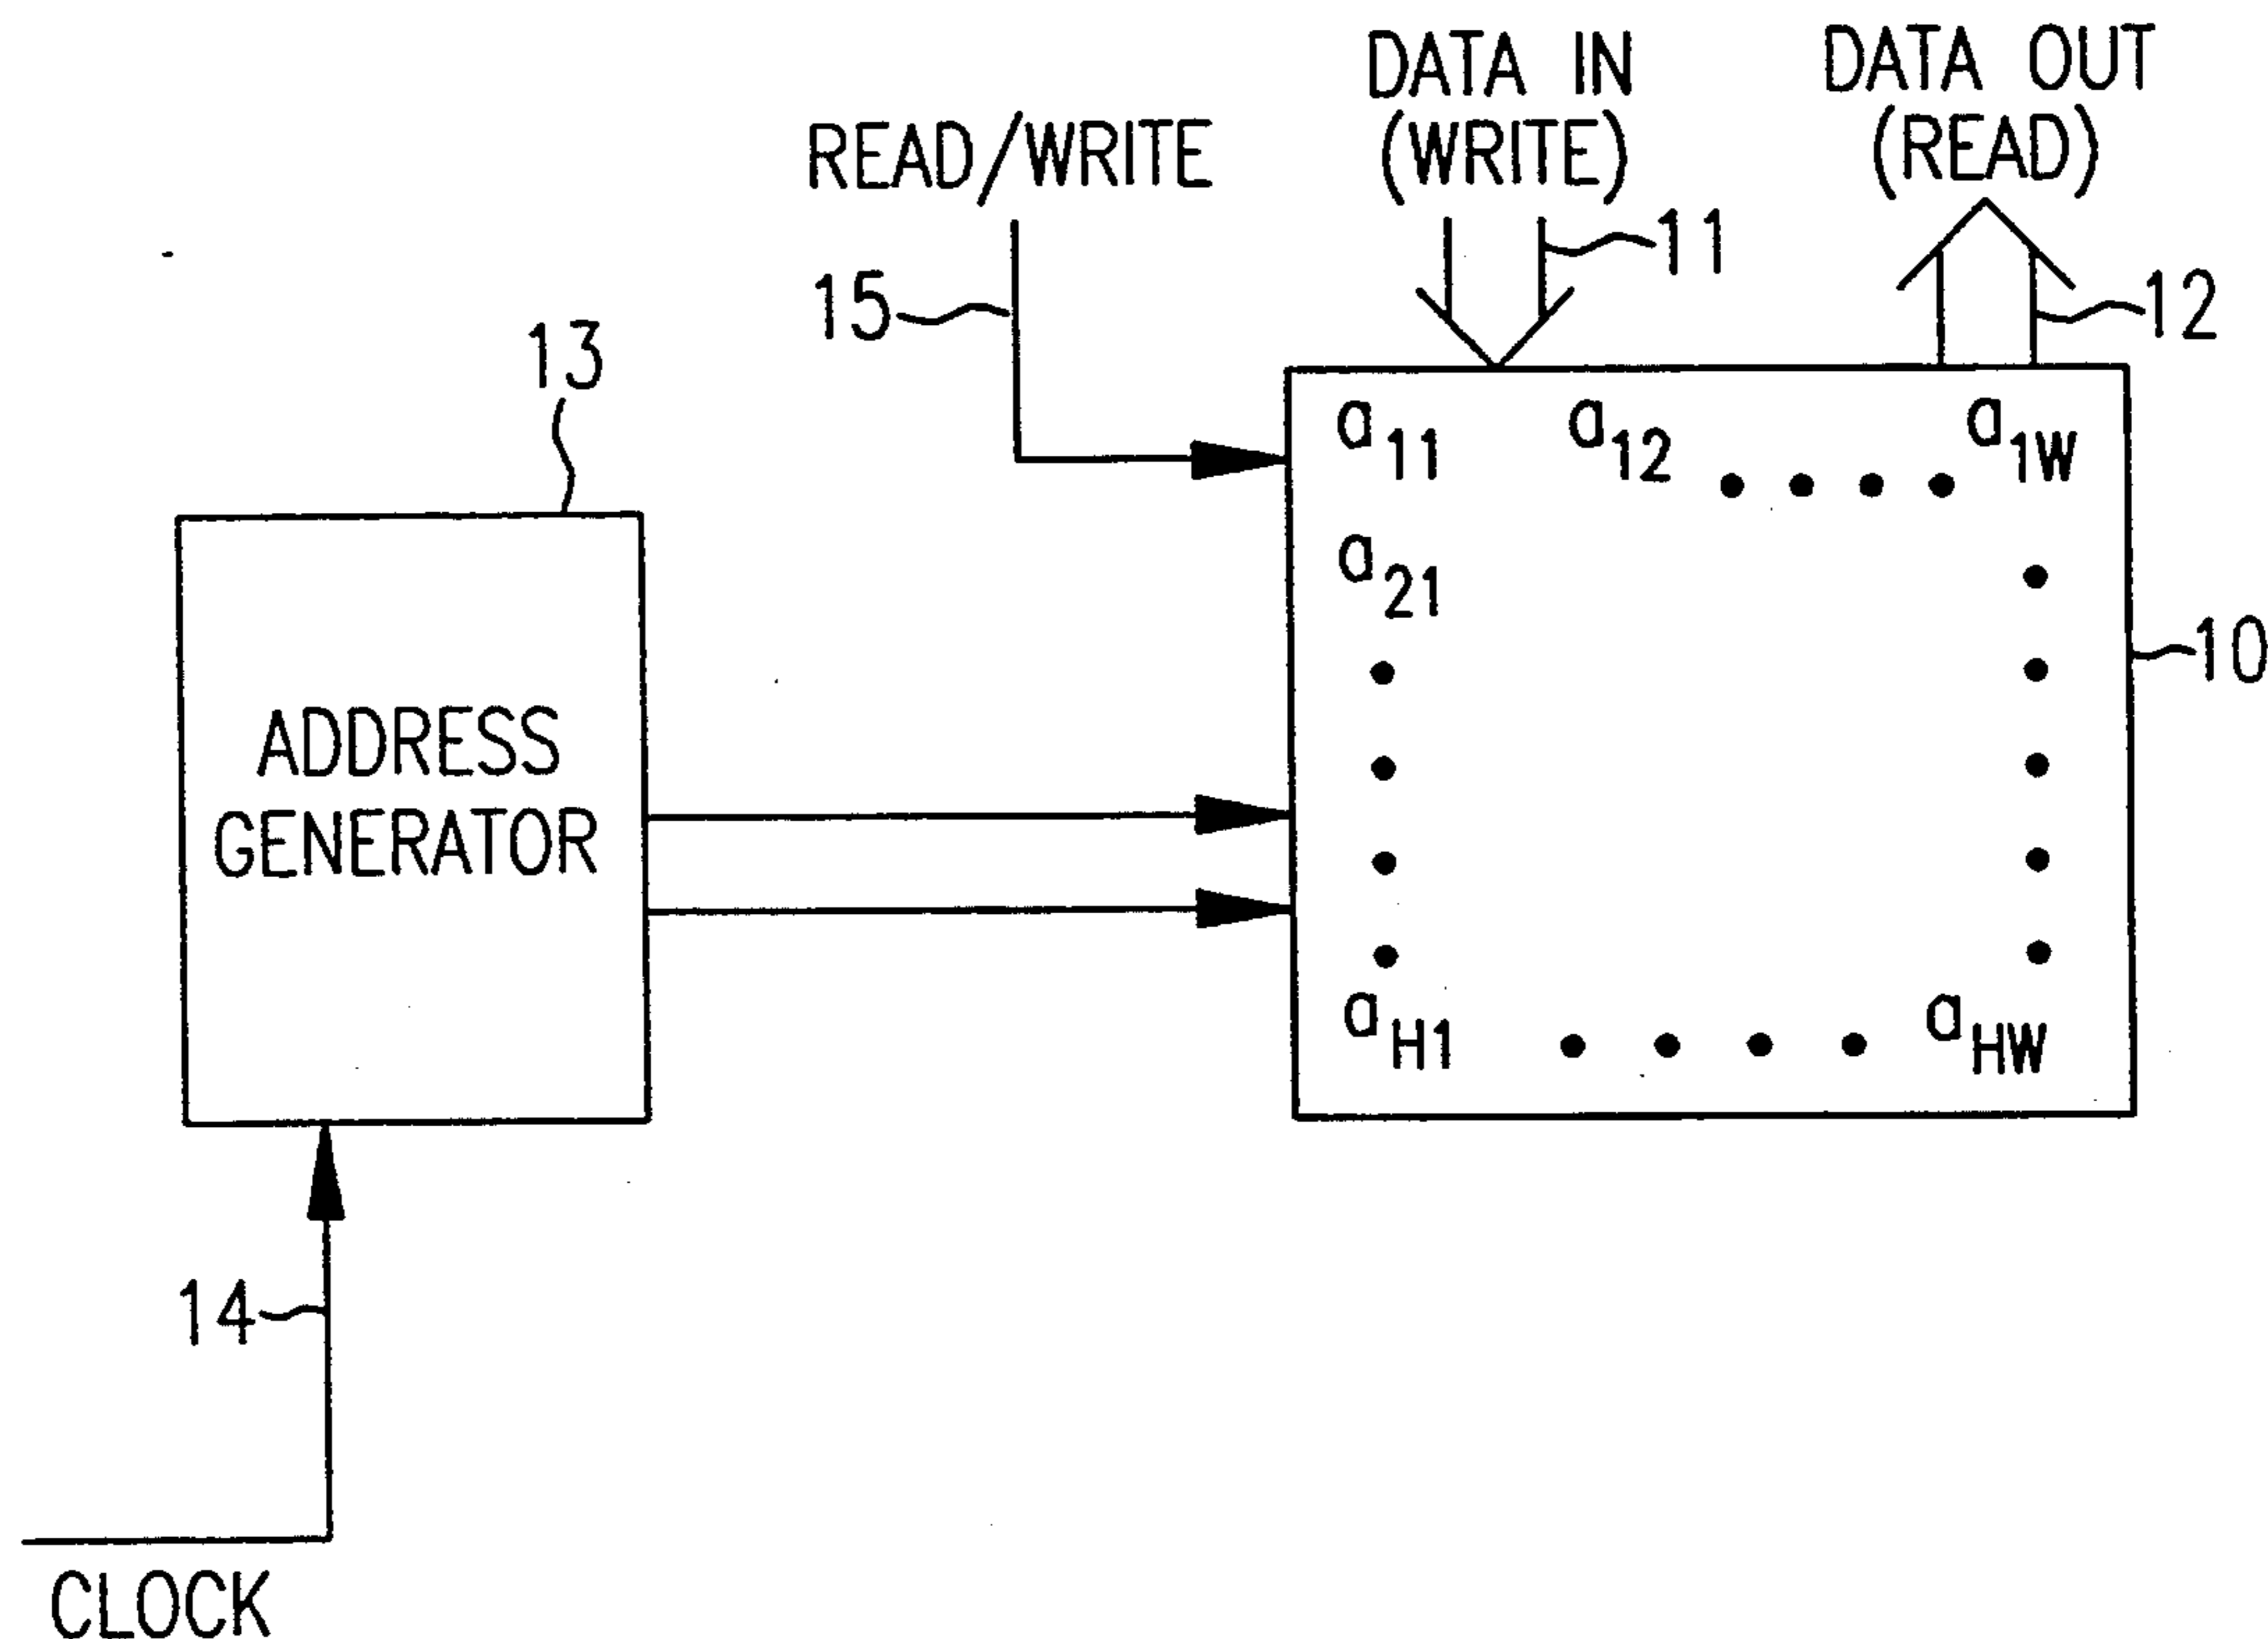 DATA IN
(WRITE)
DATA OUT
(READ)
READ/WRITE
11
12
15
13
a11 a12 • • • • a1W
a21
10
ADDRESS
GENERATOR
aH1 • • • • aHW
14
CLOCK